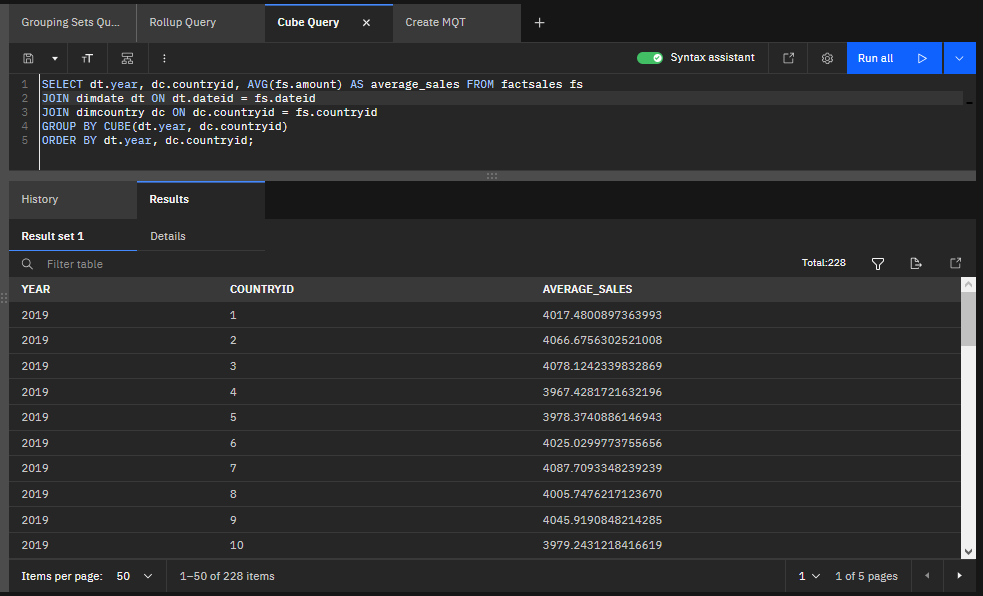 Grouping Sets Qu... Rollup Query Cube Query × Create MQT +
Syntax assistant Run all
1 SELECT dt.year, dc.countryid, AVG(fs.amount) AS average_sales FROM factsales fs
2 JOIN dimdate dt ON dt.dateid = fs.dateid
3 JOIN dimcountry dc ON dc.countryid = fs.countryid
4 GROUP BY CUBE(dt.year, dc.countryid)
5 ORDER BY dt.year, dc.countryid;
History Results
Result set 1 Details
Filter table Total:228
YEAR COUNTRYID AVERAGE_SALES
2019 1 4017.4800897363993
2019 2 4066.6756302521008
2019 3 4078.1242339832869
2019 4 3967.4281721632196
2019 5 3978.3740886146943
2019 6 4025.0299773755656
2019 7 4087.7093348239239
2019 8 4005.7476217123670
2019 9 4045.9190848214285
2019 10 3979.2431218416619
Items per page: 50 1–50 of 228 items 1 1 of 5 pages